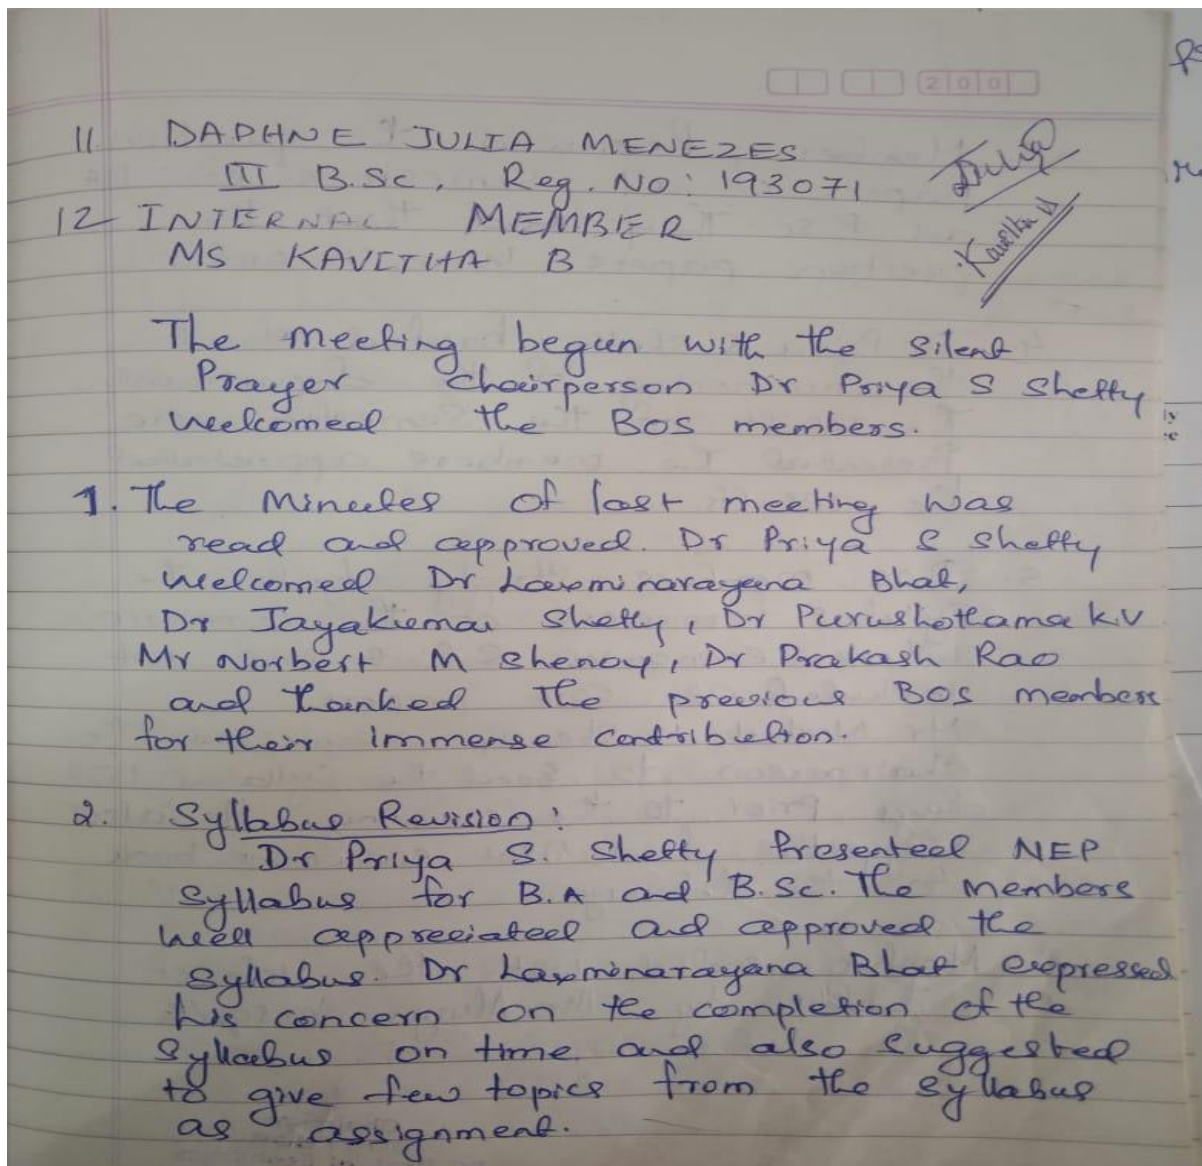 200
11 DAPHNE JULIA MENEZES
III B.Sc, Reg. No: 193071
Julia
12 INTERNAL MEMBER
MS KAVITHA B
Kavitha
The meeting begun with the silent
Prayer Chairperson Dr Priya S Shetty
welcomed the BOS members.
1. The Minutes of last meeting was
read and approved. Dr Priya S Shetty
welcomed Dr Laxminarayana Bhat,
Dr Jayakumar Shetty, Dr Purushothama K.V
Mr Norbert M Shenoy, Dr Prakash Rao
and thanked the previous BOS members
for their immense contribution.
2. Syllabus Revision:
Dr Priya S. Shetty Presented NEP
Syllabus for B.A and B.Sc. The members
well appreciated and approved the
Syllabus. Dr Laxminarayana Bhat expressed
his concern on the completion of the
Syllabus on time and also suggested
to give few topics from the syllabus
as assignment.